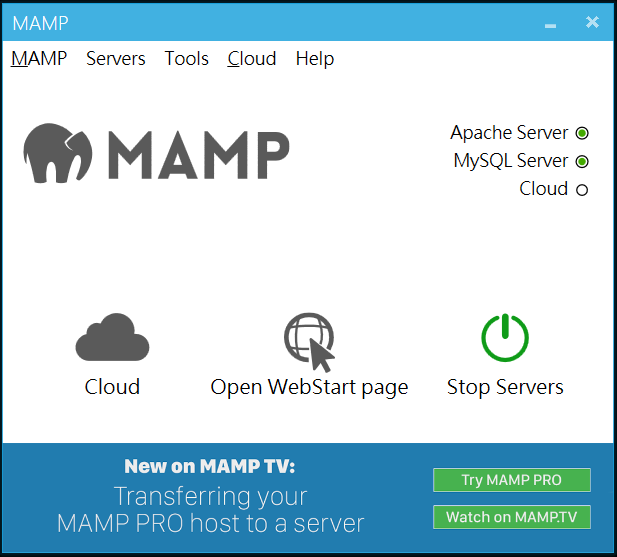 MAMP
MAMP Servers Tools Cloud Help
MAMP
Apache Server
MySQL Server
Cloud
Cloud
Open WebStart page
Stop Servers
New on MAMP TV:
Transferring your
MAMP PRO host to a server
Try MAMP PRO
Watch on MAMP.TV